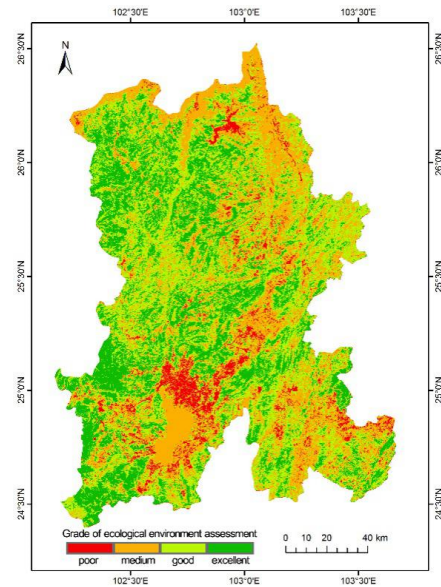 102°30'E 103°0'E 103°30'E
N
26°30'N 26°30'N
26°0'N 26°0'N
25°30'N 25°30'N
25°0'N 25°0'N
24°30'N 24°30'N
Grade of ecological environment assessment
poor medium good excellent
0 10 20 40 km
102°30'E 103°0'E 103°30'E